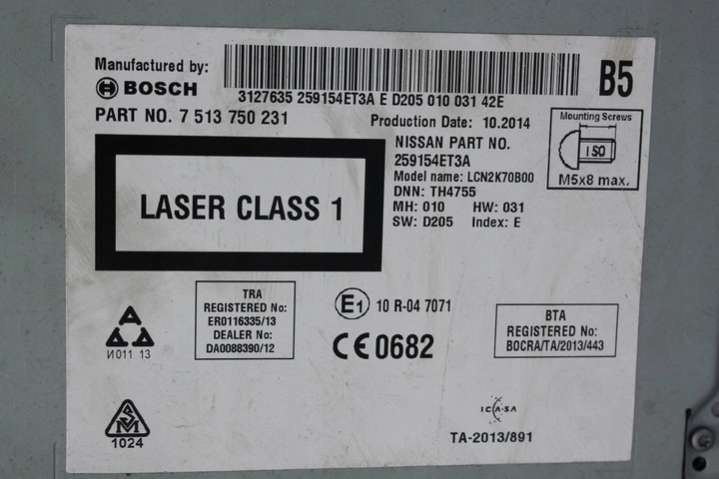 Manufactured by:
BOSCH
3127635 259154ET3A E D205 010 031 42E
B5
PART NO. 7 513 750 231
Production Date: 10.2014
LASER CLASS 1
NISSAN PART NO.
259154ET3A
Model name: LCN2K70B00
DNN: TH4755
MH: 010 HW: 031
SW: D205 Index: E
Mounting Screws
ISO
M5x8 max.
И011 13
TRA
REGISTERED No:
ER0116335/13
DEALER No:
DA0088390/12
E1 10 R-04 7071
CE 0682
BTA
REGISTERED No:
BOCRA/TA/2013/443
SM
1024
ICASA
TA-2013/891